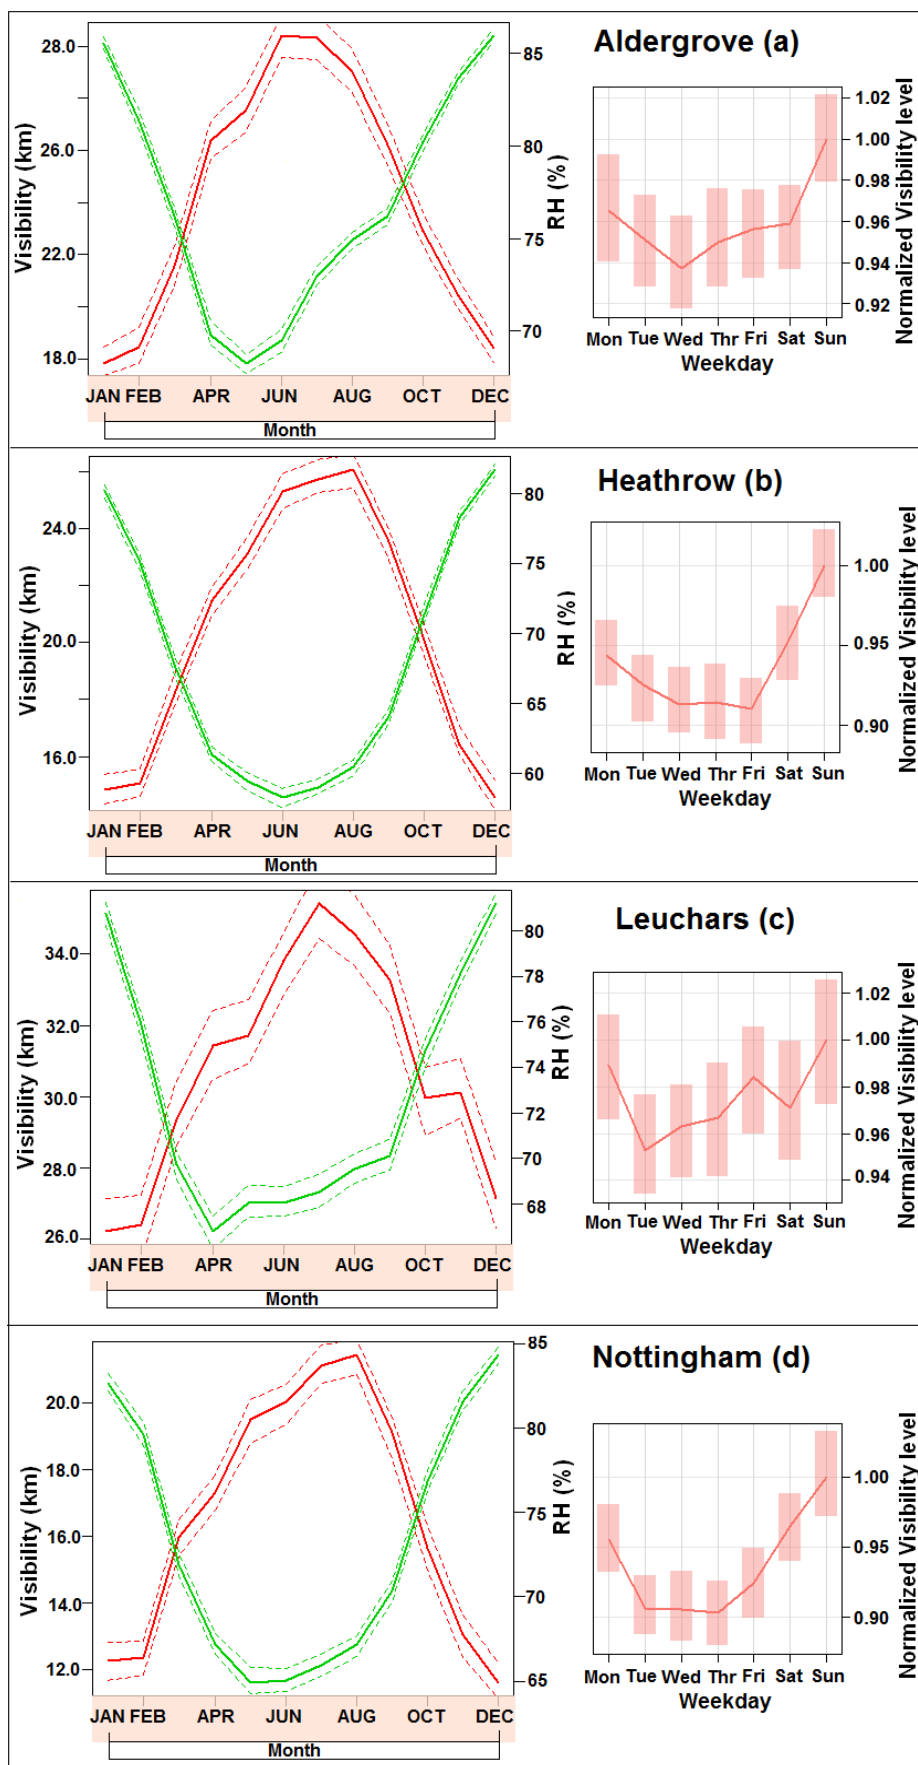 Aldergrove (a)
28.0
26.0
22.0
18.0
Visibility (km)
85
80
75
70
RH (%)
JAN FEB APR JUN AUG OCT DEC
Month
1.02
1.00
0.98
0.96
0.94
0.92
Normalized Visibility level
Mon Tue Wed Thr Fri Sat Sun
Weekday
Heathrow (b)
24.0
20.0
16.0
Visibility (km)
80
75
70
65
60
RH (%)
JAN FEB APR JUN AUG OCT DEC
Month
1.00
0.95
0.90
Normalized Visibility level
Mon Tue Wed Thr Fri Sat Sun
Weekday
Leuchars (c)
34.0
32.0
30.0
28.0
26.0
Visibility (km)
80
78
76
74
72
70
68
RH (%)
JAN FEB APR JUN AUG OCT DEC
Month
1.02
1.00
0.98
0.96
0.94
Normalized Visibility level
Mon Tue Wed Thr Fri Sat Sun
Weekday
Nottingham (d)
20.0
18.0
16.0
14.0
12.0
Visibility (km)
85
80
75
70
65
RH (%)
JAN FEB APR JUN AUG OCT DEC
Month
1.00
0.95
0.90
Normalized Visibility level
Mon Tue Wed Thr Fri Sat Sun
Weekday